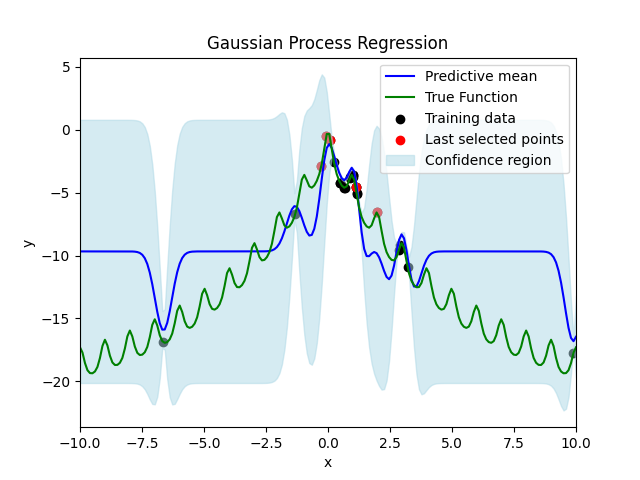 Gaussian Process Regression
Predictive mean
True Function
Training data
Last selected points
Confidence region
y
5
0
−5
−10
−15
−20
−10.0 −7.5 −5.0 −2.5 0.0 2.5 5.0 7.5 10.0
x